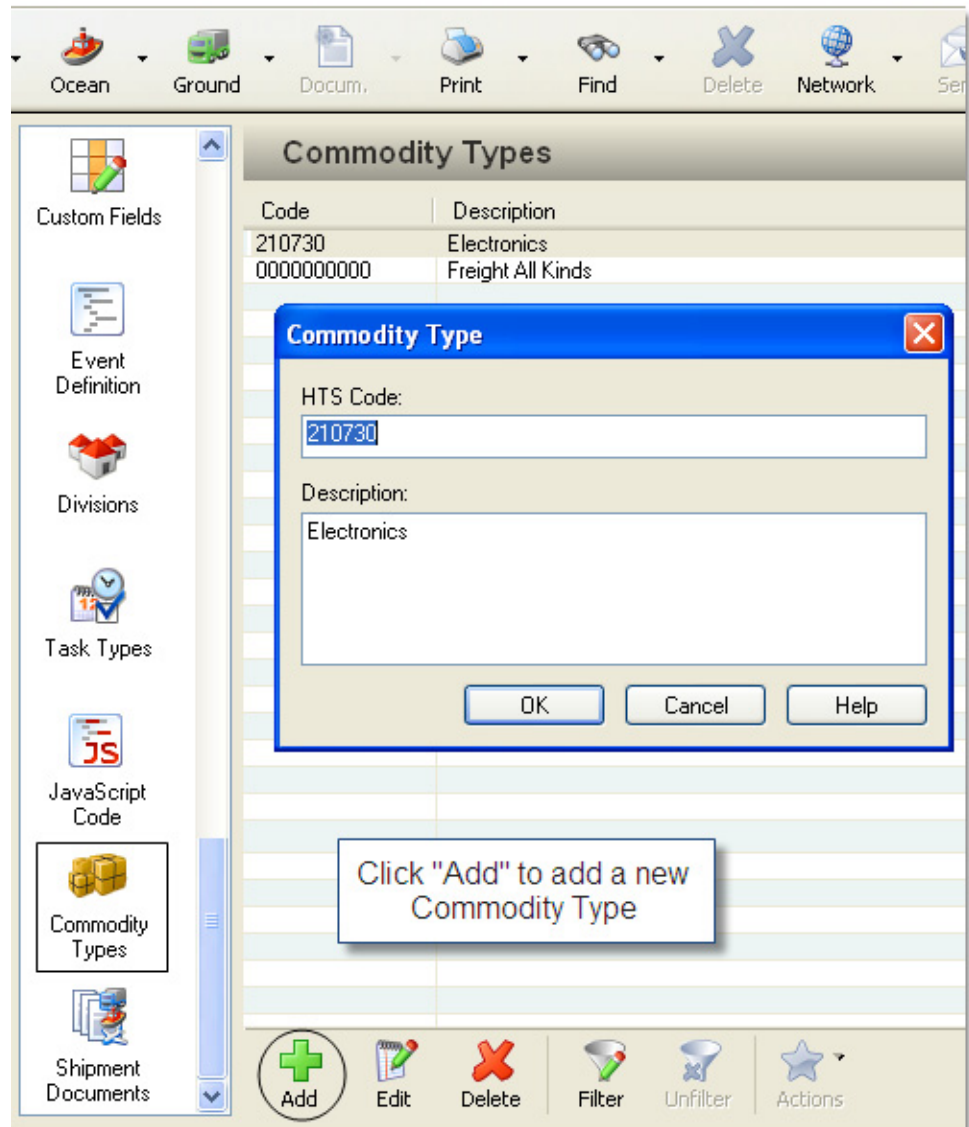 Ocean
Ground
Docum.
Print
Find
Delete
Network
Custom Fields
Event
Definition
Divisions
Task Types
JS
JavaScript
Code
Commodity
Types
Shipment
Documents
Commodity Types
Code Description
210730 Electronics
0000000000 Freight All Kinds
Commodity Type
HTS Code:
210730
Description:
Electronics
OK Cancel Help
Click "Add" to add a new
Commodity Type
Add Edit Delete Filter Unfilter Actions